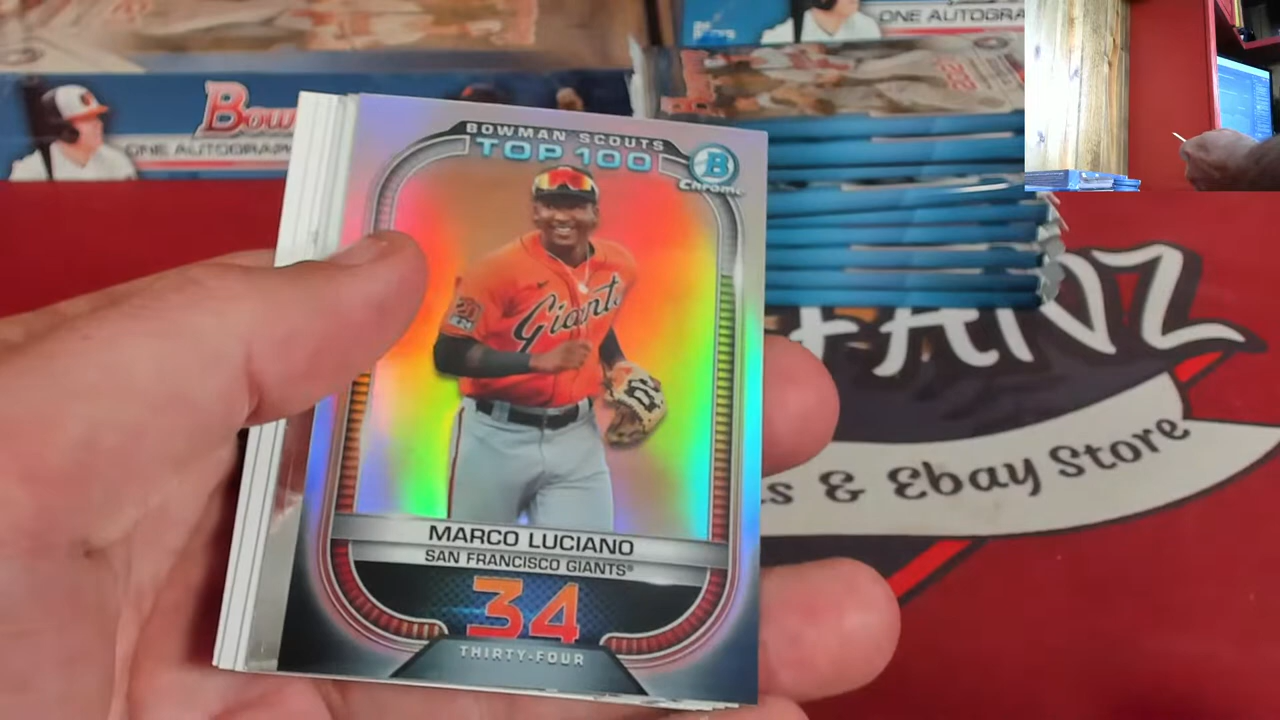 ONE AUTOGRA
Bow
ONE AUTOGRAPH
BOWMAN SCOUTS
TOP 100
B
Chrome
Giants
MARCO LUCIANO
SAN FRANCISCO GIANTS®
34
THIRTY-FOUR
FANZ
& Ebay Store